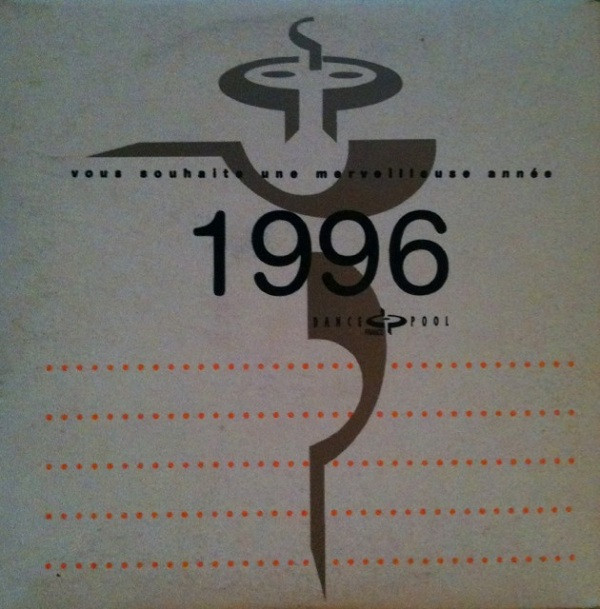 vous souhaite une merveilleuse année
1996
DANCE POOL